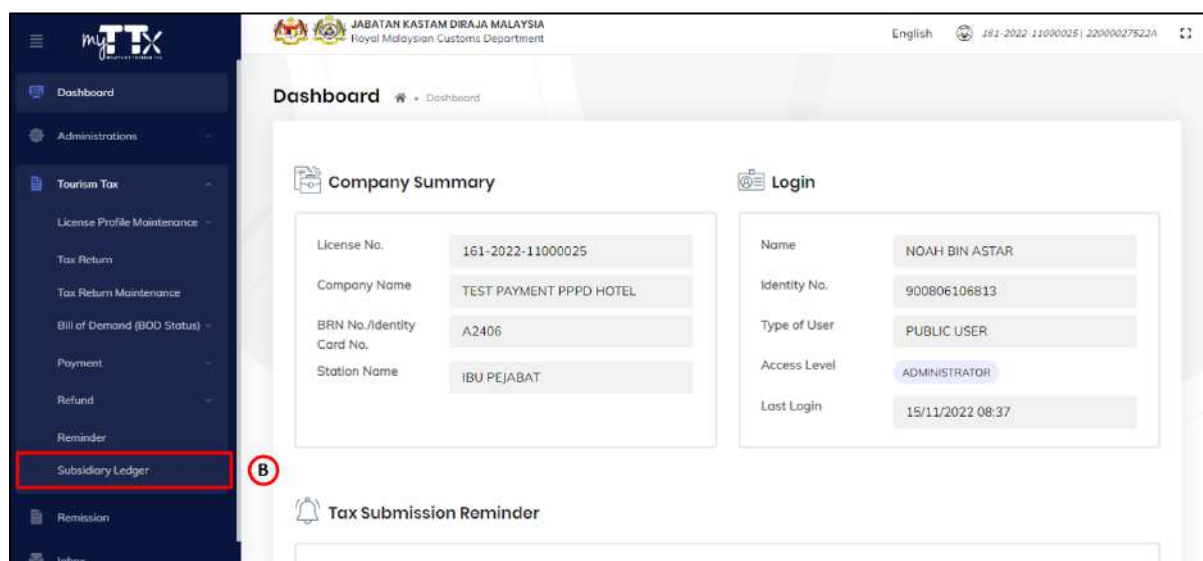 myTTx
JABATAN KASTAM DIRAJA MALAYSIA
Royal Malaysian Customs Department
English
161-2022-11000025| 22000027522A
Dashboard
Administrations
Tourism Tax
License Profile Maintenance
Tax Return
Tax Return Maintenance
Bill of Demand (BOD Status)
Payment
Refund
Reminder
Subsidiary Ledger
B
Remission
Inbox
Dashboard • Dashboard
Company Summary
License No. 161-2022-11000025
Company Name TEST PAYMENT PPPD HOTEL
BRN No./Identity
Card No. A2406
Station Name IBU PEJABAT
Login
Name NOAH BIN ASTAR
Identity No. 900806106813
Type of User PUBLIC USER
Access Level ADMINISTRATOR
Last Login 15/11/2022 08:37
Tax Submission Reminder